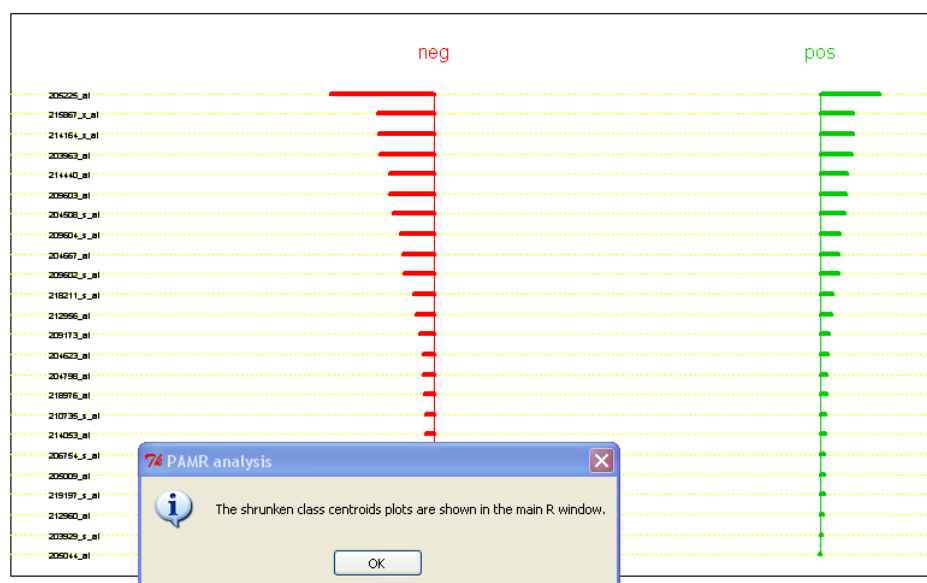 neg pos
205225_at
215867_x_at
214164_x_at
203963_at
214440_at
209603_at
204508_s_at
209604_s_at
204667_at
209602_s_at
218211_s_at
212956_at
209173_at
204623_at
204798_at
218976_at
210735_s_at
214053_at
206754_s_at
205009_at
219197_s_at
212960_at
203929_s_at
205044_at
PAMR analysis
The shrunken class centroids plots are shown in the main R window.
OK